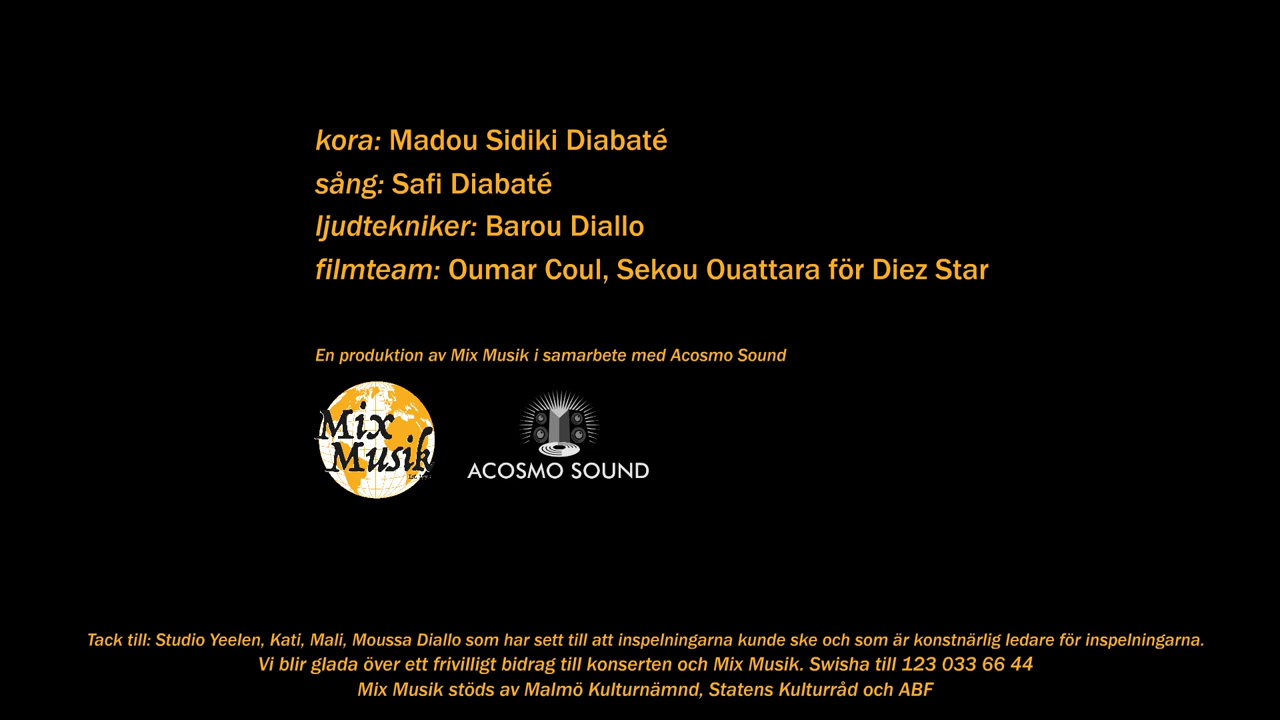 kora: Madou Sidiki Diabaté
sång: Safi Diabaté
ljudtekniker: Barou Diallo
filmteam: Oumar Coul, Sekou Ouattara för Diez Star
En produktion av Mix Musik i samarbete med Acosmo Sound
Mix
Musik
ACOSMO SOUND
Tack till: Studio Yeelen, Kati, Mali, Moussa Diallo som har sett till att inspelningarna kunde ske och som är konstnärlig ledare för inspelningarna.
Vi blir glada över ett frivilligt bidrag till konserten och Mix Musik. Swisha till 123 033 66 44
Mix Musik stöds av Malmö Kulturnämnd, Statens Kulturråd och ABF